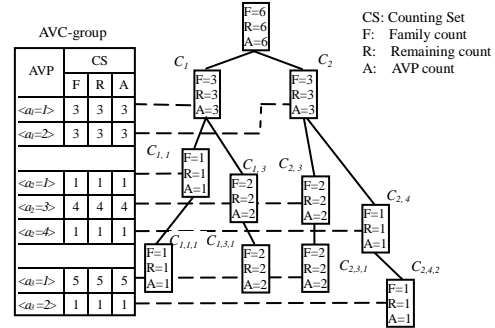 AVC-group
AVP CS
F R A
<a₁=1> 3 3 3
<a₁=2> 3 3 3
<a₂=1> 1 1 1
<a₂=3> 4 4 4
<a₂=4> 1 1 1
<a₃=1> 5 5 5
<a₃=2> 1 1 1
F=6
R=6
A=6
C₁
F=3
R=3
A=3
C₂
F=3
R=3
A=3
C₁,₁
F=1
R=1
A=1
C₁,₃
F=2
R=2
A=2
C₂,₃
F=2
R=2
A=2
C₂,₄
F=1
R=1
A=1
C₁,₁,₁
F=1
R=1
A=1
C₁,₃,₁
F=2
R=2
A=2
C₂,₃,₁
F=2
R=2
A=2
C₂,₄,₂
F=1
R=1
A=1
CS: Counting Set
F: Family count
R: Remaining count
A: AVP count